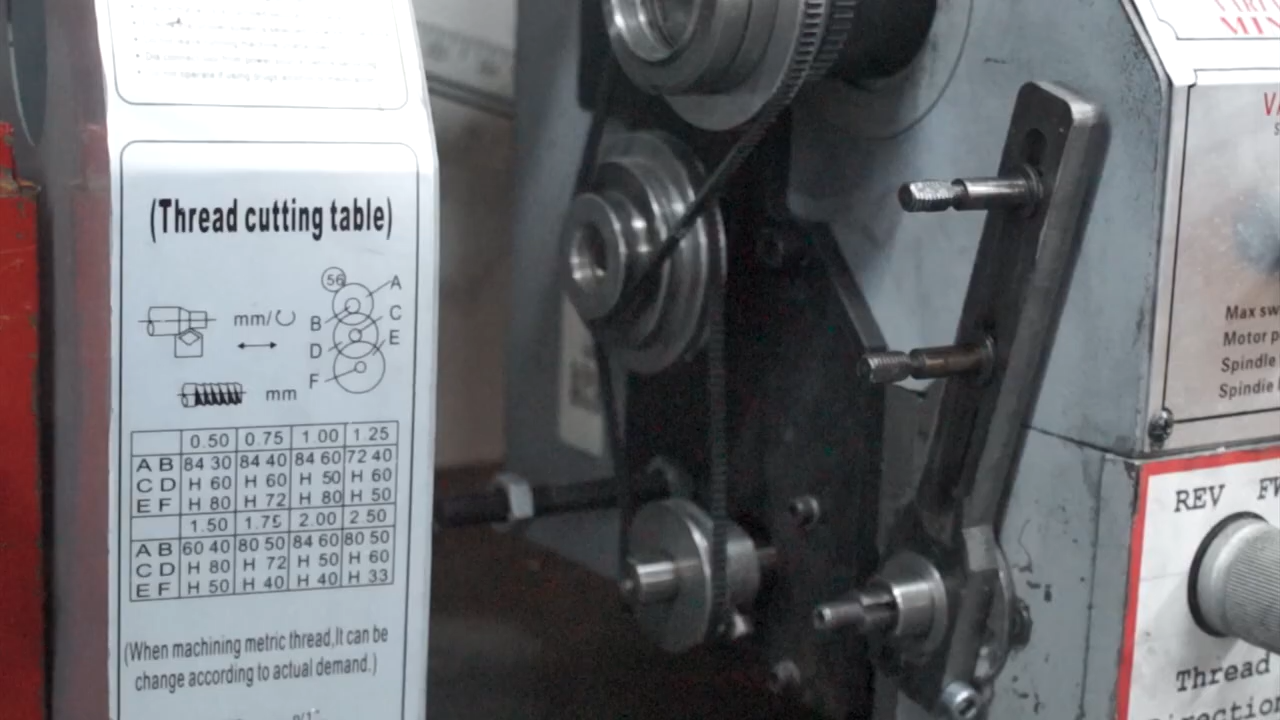 (Thread cutting table)
56
A
B
C
D
E
F
mm/
mm
0.50 0.75 1.00 1.25
A B 84 30 84 40 84 60 72 40
C D H 60 H 60 H 50 H 60
E F H 80 H 72 H 80 H 50
1.50 1.75 2.00 2.50
A B 60 40 80 50 84 60 80 50
C D H 80 H 72 H 50 H 60
E F H 50 H 40 H 40 H 33
(When machining metric thread,It can be
change according to actual demand.)
Max sw
Motor p
Spindle
Spindie
REV
Thread